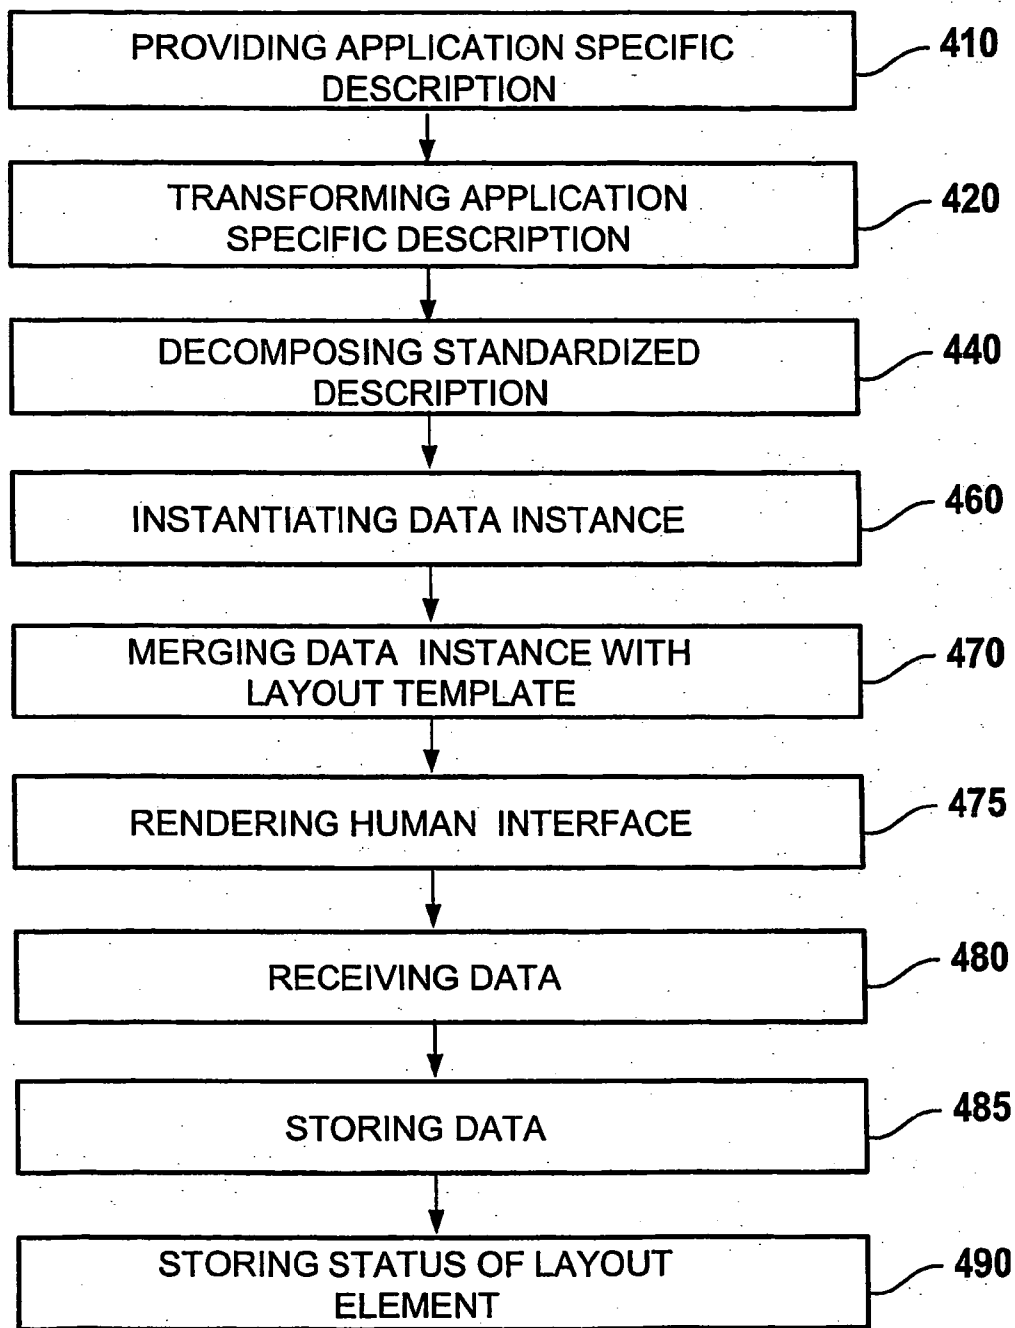 PROVIDING APPLICATION SPECIFIC
DESCRIPTION
410
TRANSFORMING APPLICATION
SPECIFIC DESCRIPTION
420
DECOMPOSING STANDARDIZED
DESCRIPTION
440
INSTANTIATING DATA INSTANCE
460
MERGING DATA INSTANCE WITH
LAYOUT TEMPLATE
470
RENDERING HUMAN INTERFACE
475
RECEIVING DATA
480
STORING DATA
485
STORING STATUS OF LAYOUT
ELEMENT
490